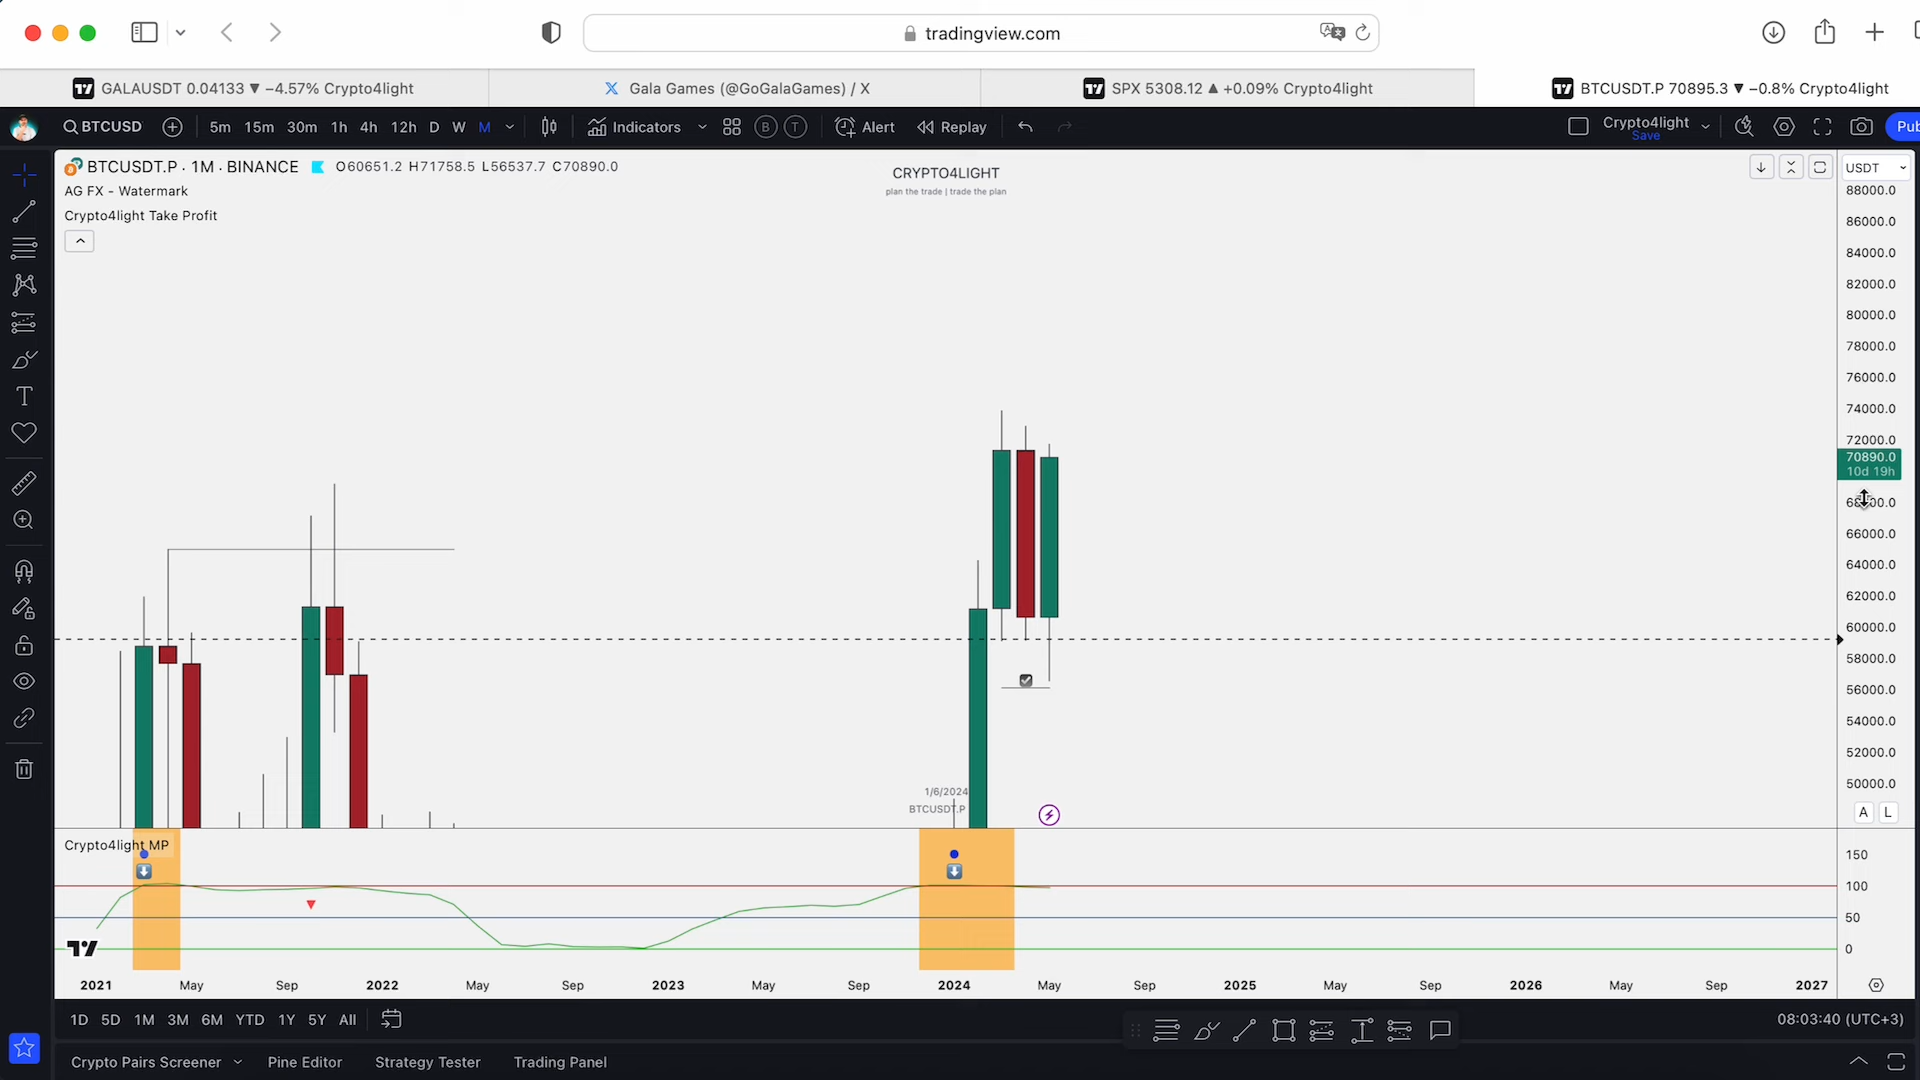 tradingview.com
GALAUSDT 0.04133 ▼ −4.57% Crypto4light
Gala Games (@GoGalaGames) / X
SPX 5308.12 ▲ +0.09% Crypto4light
BTCUSDT.P 70895.3 ▼ −0.8% Crypto4light
BTCUSD 5m 15m 30m 1h 4h 12h D W M Indicators B T Alert Replay Crypto4light
Save
Pub
BTCUSDT.P · 1M · BINANCE O60651.2 H71758.5 L56537.7 C70890.0
AG FX - Watermark
Crypto4light Take Profit
CRYPTO4LIGHT
plan the trade | trade the plan
USDT
88000.0
86000.0
84000.0
82000.0
80000.0
78000.0
76000.0
74000.0
72000.0
70890.0
10d 19h
66000.0
64000.0
62000.0
60000.0
58000.0
56000.0
54000.0
52000.0
50000.0
1/6/2024
BTCUSDT.P
A L
Crypto4light MP
150
100
50
0
2021 May Sep 2022 May Sep 2023 May Sep 2024 May Sep 2025 May Sep 2026 May Sep 2027
1D 5D 1M 3M 6M YTD 1Y 5Y All
08:03:40 (UTC+3)
Crypto Pairs Screener Pine Editor Strategy Tester Trading Panel